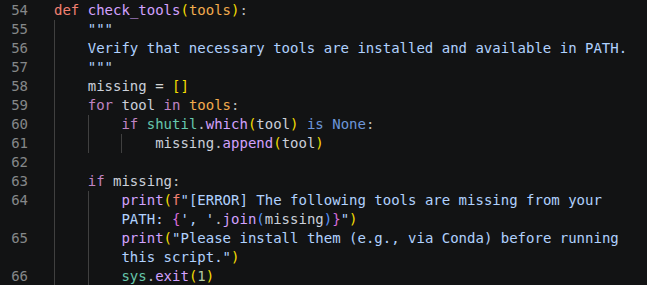 54 def check_tools(tools):
55     """
56     Verify that necessary tools are installed and available in PATH.
57     """
58     missing = []
59     for tool in tools:
60         if shutil.which(tool) is None:
61             missing.append(tool)
62
63     if missing:
64         print(f"[ERROR] The following tools are missing from your
        PATH: {', '.join(missing)}")
65         print("Please install them (e.g., via Conda) before running
        this script.")
66         sys.exit(1)